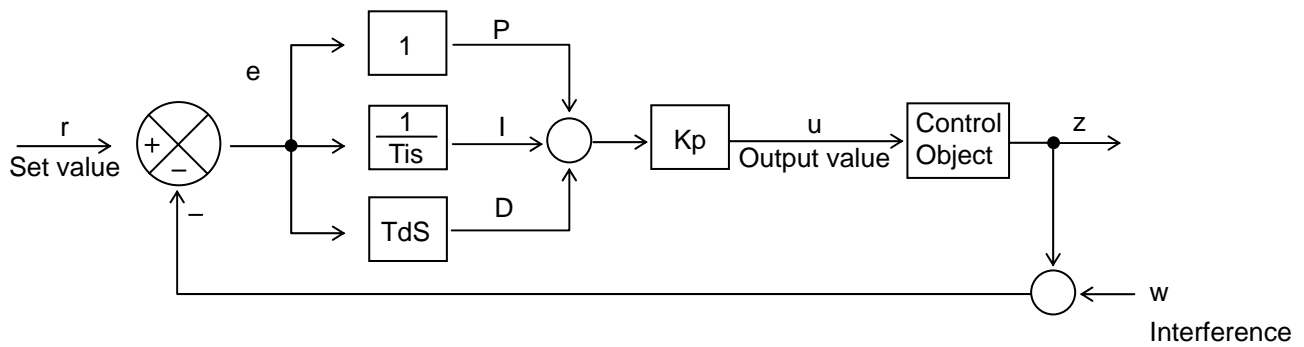 r
Set value
+
−
−
e
1
P
1
Tis
I
TdS
D
Kp
u
Output value
Control
Object
z
w
Interference